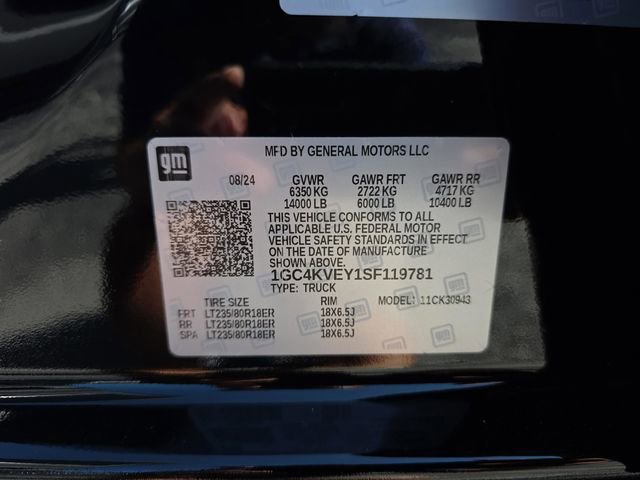 gm
MFD BY GENERAL MOTORS LLC
08/24 GVWR GAWR FRT GAWR RR
6350 KG 2722 KG 4717 KG
14000 LB 6000 LB 10400 LB
THIS VEHICLE CONFORMS TO ALL
APPLICABLE U.S. FEDERAL MOTOR
VEHICLE SAFETY STANDARDS IN EFFECT
ON THE DATE OF MANUFACTURE
SHOWN ABOVE.
1GC4KVEY1SF119781
TYPE: TRUCK
TIRE SIZE RIM MODEL: 11CK30943
FRT LT235/80R18ER 18X6.5J
RR LT235/80R18ER 18X6.5J
SPA LT235/80R18ER 18X6.5J